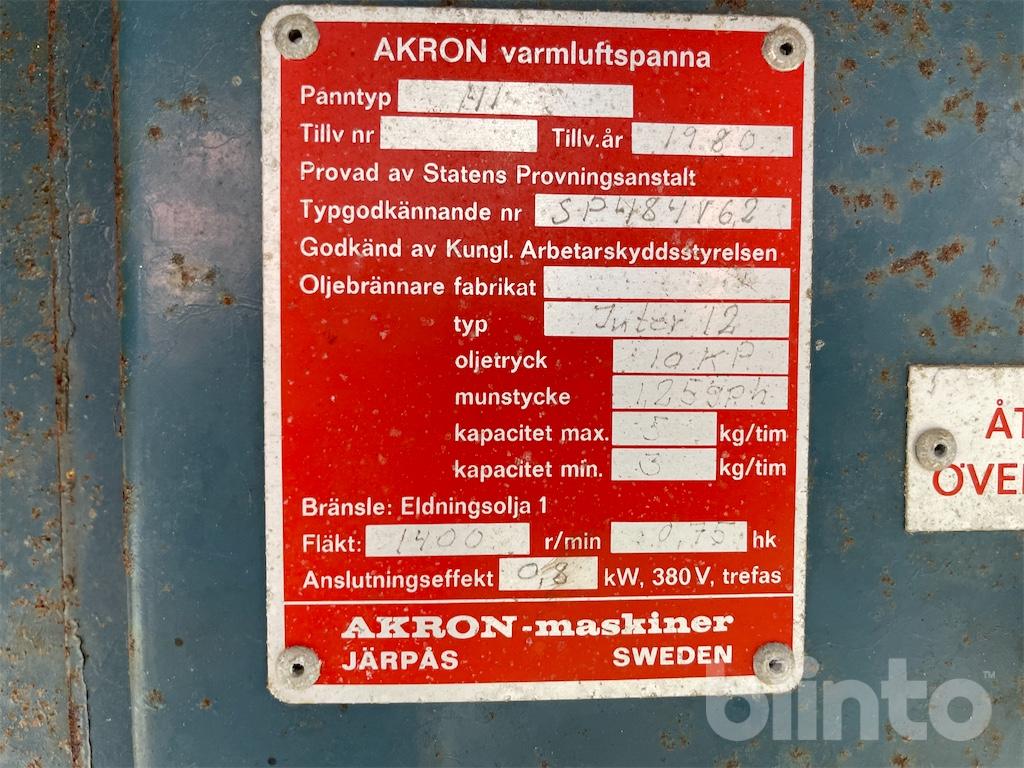 AKRON varmluftspanna
Panntyp
Tillv nr Tillv.år 1980
Provad av Statens Provningsanstalt
Typgodkännande nr SP484V62
Godkänd av Kungl. Arbetarskyddsstyrelsen
Oljebrännare fabrikat
typ Inter 12
oljetryck 10 KP
munstycke 1,25 gph
kapacitet max. 5 kg/tim
kapacitet min. 3 kg/tim
Bränsle: Eldningsolja 1
Fläkt: 1400 r/min 0,75 hk
Anslutningseffekt 0,8 kW, 380 V, trefas
AKRON-maskiner
JÄRPÅS SWEDEN
ÅT
ÖVE
blinto™